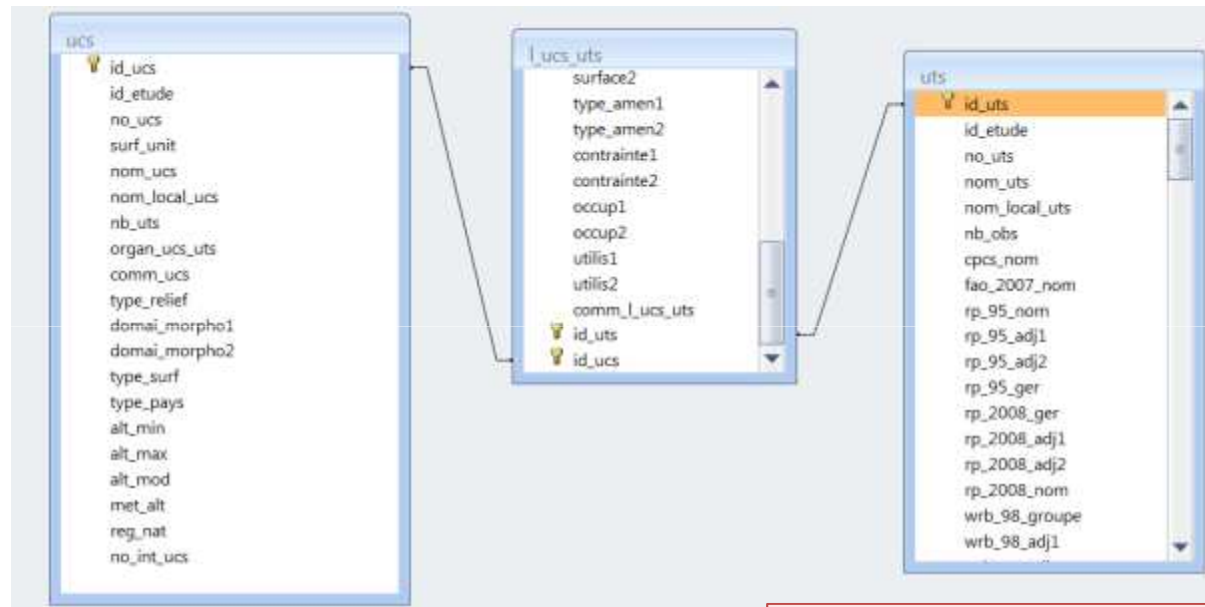 ucs
id_ucs
id_etude
no_ucs
surf_unit
nom_ucs
nom_local_ucs
nb_uts
organ_ucs_uts
comm_ucs
type_relief
domai_morpho1
domai_morpho2
type_surf
type_pays
alt_min
alt_max
alt_mod
met_alt
reg_nat
no_int_ucs
l_ucs_uts
surface2
type_amen1
type_amen2
contrainte1
contrainte2
occup1
occup2
utilis1
utilis2
comm_l_ucs_uts
id_uts
id_ucs
uts
id_uts
id_etude
no_uts
nom_uts
nom_local_uts
nb_obs
cpcs_nom
fao_2007_nom
rp_95_nom
rp_95_adj1
rp_95_adj2
rp_95_ger
rp_2008_ger
rp_2008_adj1
rp_2008_adj2
rp_2008_nom
wrb_98_groupe
wrb_98_adj1